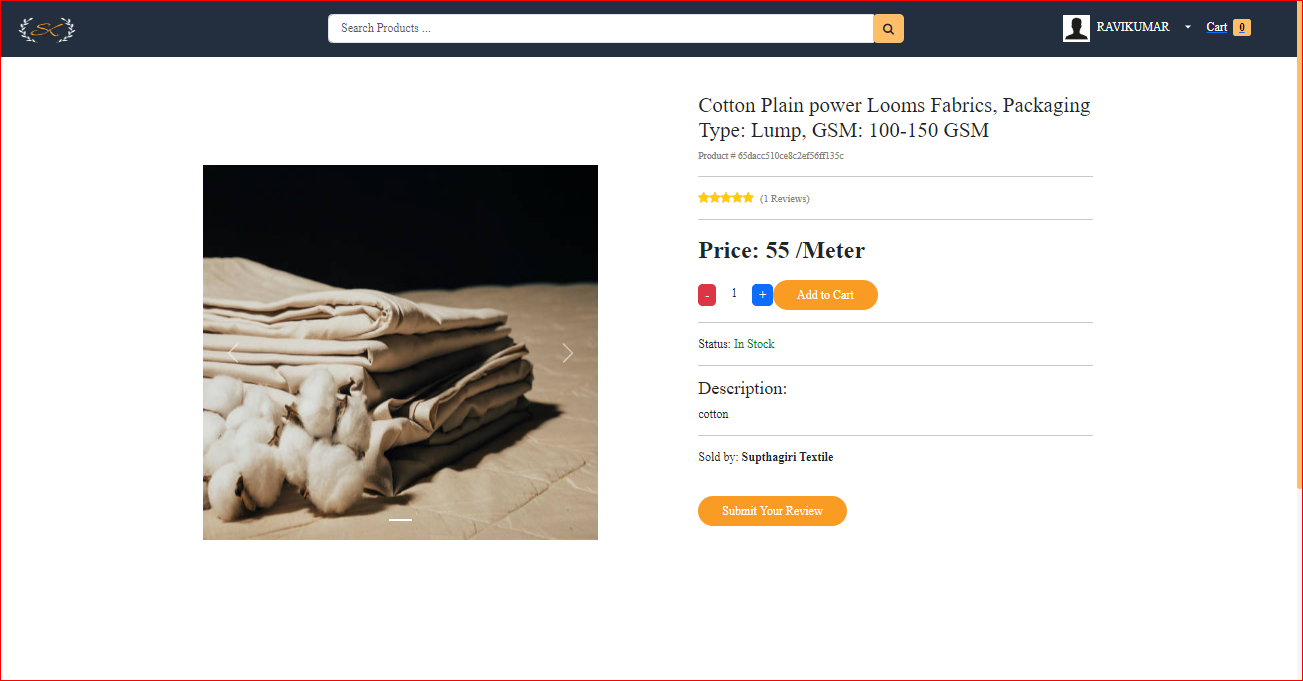 SK
Search Products ...
RAVIKUMAR
Cart 0
Cotton Plain power Looms Fabrics, Packaging
Type: Lump, GSM: 100-150 GSM
Product # 65dacc510ce8c2ef56ff135c
(1 Reviews)
Price: 55 /Meter
- 1 + Add to Cart
Status: In Stock
Description:
cotton
Sold by: Supthagiri Textile
Submit Your Review